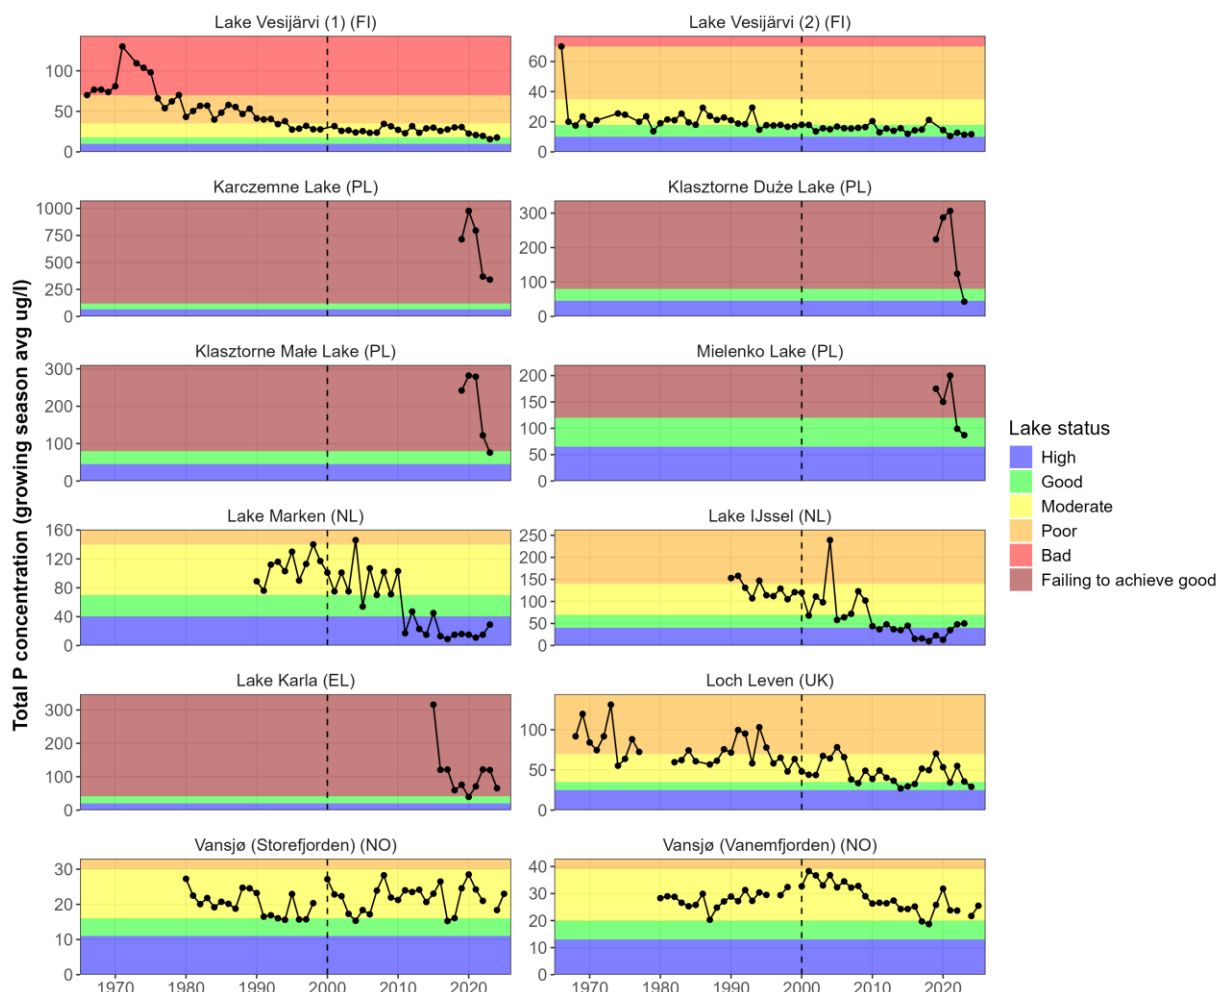 Lake Vesijärvi (1) (FI)
Lake Vesijärvi (2) (FI)
100
50
0
60
40
20
0
Karczemne Lake (PL)
Klasztorne Duże Lake (PL)
1000
750
500
250
0
300
200
100
0
Klasztorne Małe Lake (PL)
Mielenko Lake (PL)
300
200
100
0
200
150
100
50
0
Lake Marken (NL)
Lake IJssel (NL)
160
120
80
40
0
250
200
150
100
50
0
Lake Karla (EL)
Loch Leven (UK)
300
200
100
0
100
50
0
Vansjø (Storefjorden) (NO)
Vansjø (Vanemfjorden) (NO)
30
20
10
0
40
30
20
10
0
1970 1980 1990 2000 2010 2020
1970 1980 1990 2000 2010 2020
Total P concentration (growing season avg ug/l)
Lake status
High
Good
Moderate
Poor
Bad
Failing to achieve good